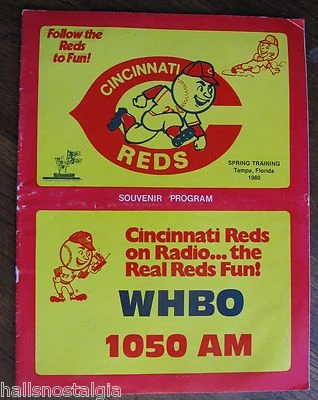 Follow the
Reds
to Fun!
CINCINNATI
REDS
SPRING TRAINING
Tampa, Florida
1980
SOUVENIR PROGRAM
Cincinnati Reds
on Radio...the
Real Reds Fun!
WHBO
1050 AM
hallsnostalgia